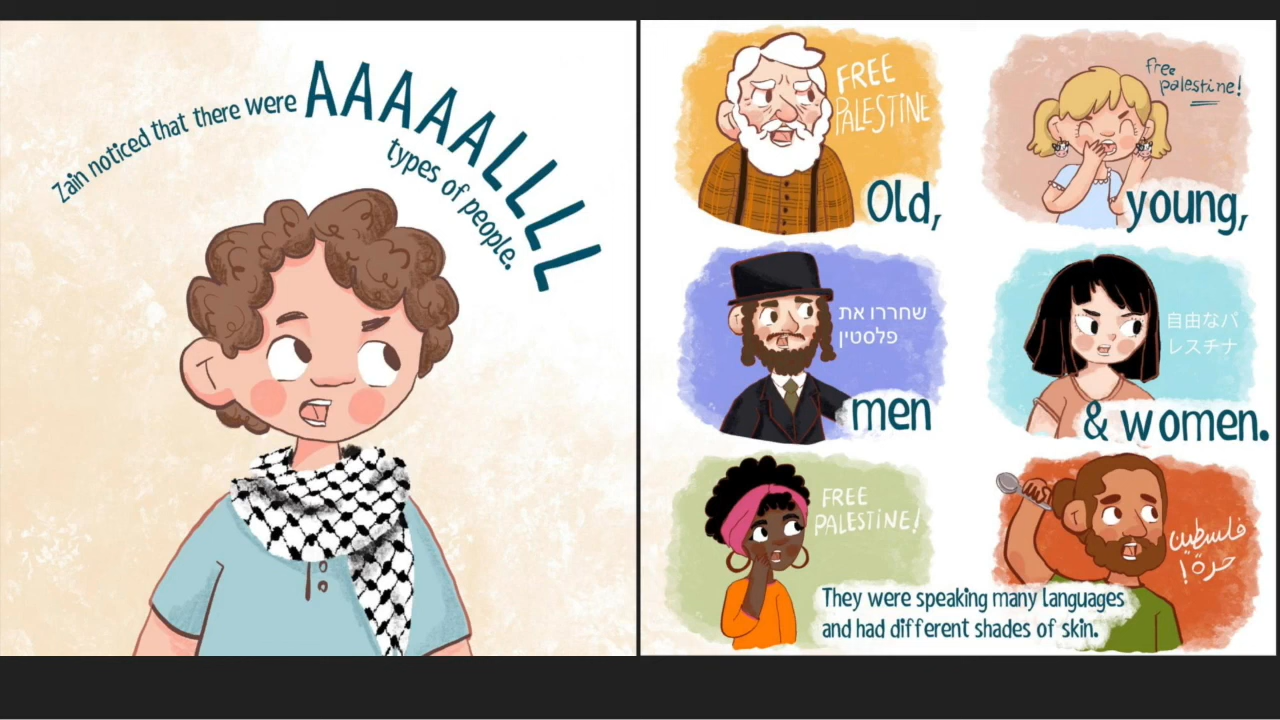 Zain noticed that there were AAAAALLLL
types of people.
FREE
PALESTINE
Old,
free
palestine!
young,
שחררו את
פלסטין
men
自由なパ
レスチナ
& women.
FREE
PALESTINE!
فلسطين
حرة!
They were speaking many languages
and had different shades of skin.